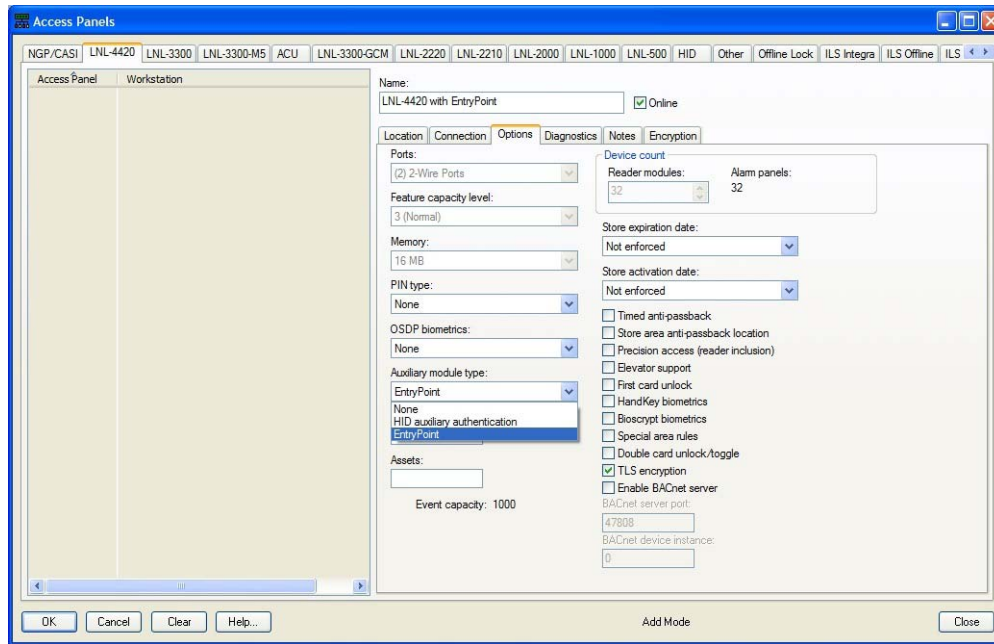 Access Panels
NGP/CASI LNL-4420 LNL-3300 LNL-3300-M5 ACU LNL-3300-GCM LNL-2220 LNL-2210 LNL-2000 LNL-1000 LNL-500 HID Other Offline Lock ILS Integra ILS Offline ILS
Access Panel Workstation
Name:
LNL-4420 with EntryPoint
Online
Location Connection Options Diagnostics Notes Encryption
Ports:
(2) 2-Wire Ports
Feature capacity level:
3 (Normal)
Memory:
16 MB
PIN type:
None
OSDP biometrics:
None
Auxiliary module type:
EntryPoint
None
HID auxiliary authentication
EntryPoint
Assets:
Event capacity: 1000
Device count
Reader modules: Alarm panels:
32 32
Store expiration date:
Not enforced
Store activation date:
Not enforced
Timed anti-passback
Store area anti-passback location
Precision access (reader inclusion)
Elevator support
First card unlock
HandKey biometrics
Bioscrypt biometrics
Special area rules
Double card unlock/toggle
TLS encryption
Enable BACnet server
BACnet server port:
47808
BACnet device instance:
0
OK Cancel Clear Help... Add Mode Close